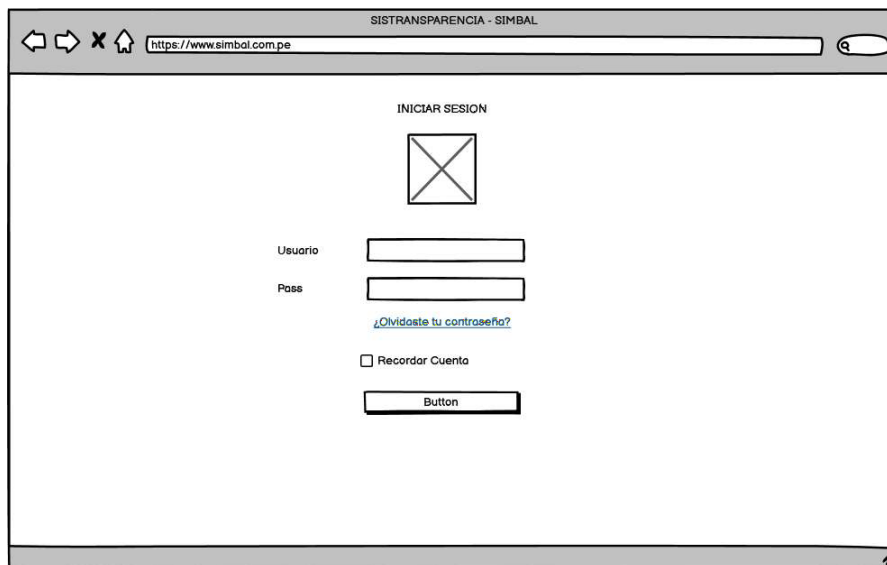 SISTRANSPARENCIA - SIMBAL
https://www.simbal.com.pe
INICIAR SESION
Usuario
Pass
¿Olvidaste tu contraseña?
Recordar Cuenta
Button